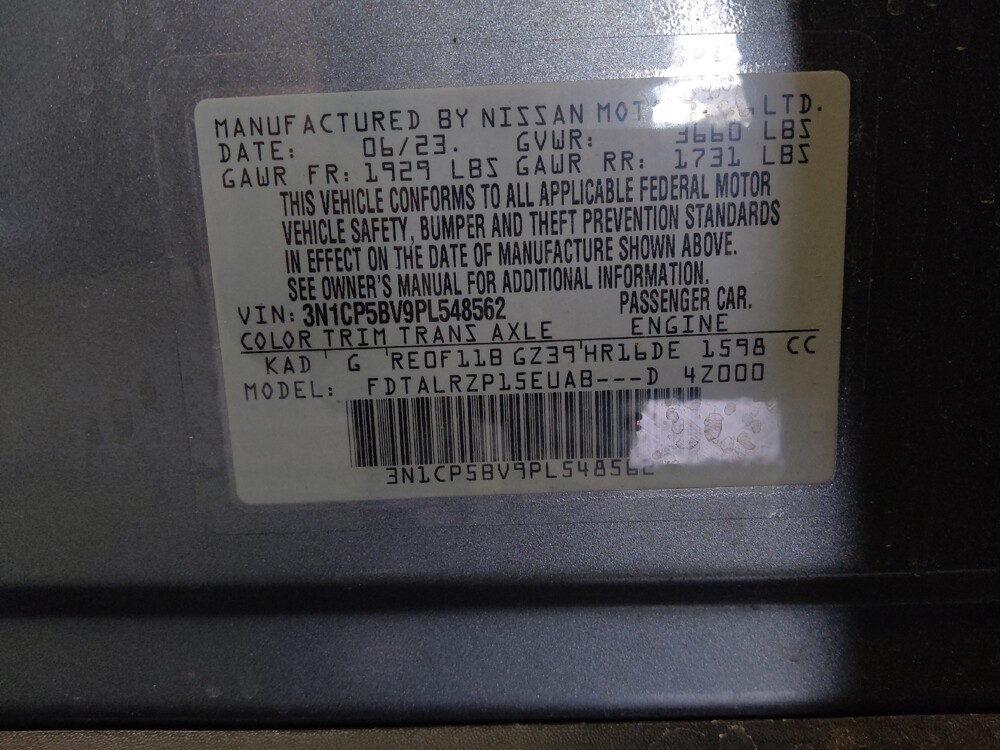 MANUFACTURED BY NISSAN LTD.
DATE: 06/23. GVWR: 3660 LBS
GAWR FR: 1929 LBS GAWR RR: 1731 LBS
THIS VEHICLE CONFORMS TO ALL APPLICABLE FEDERAL MOTOR
VEHICLE SAFETY, BUMPER AND THEFT PREVENTION STANDARDS
IN EFFECT ON THE DATE OF MANUFACTURE SHOWN ABOVE.
SEE OWNER'S MANUAL FOR ADDITIONAL INFORMATION.
VIN: 3N1CP5BV9PL548562 PASSENGER CAR.
COLOR TRIM TRANS AXLE ENGINE
KAD G RE0F11B GZ39 HR16DE 1598 CC
MODEL: FDTALRZP15EUAB---D 4Z000
3N1CP5BV9PL548562